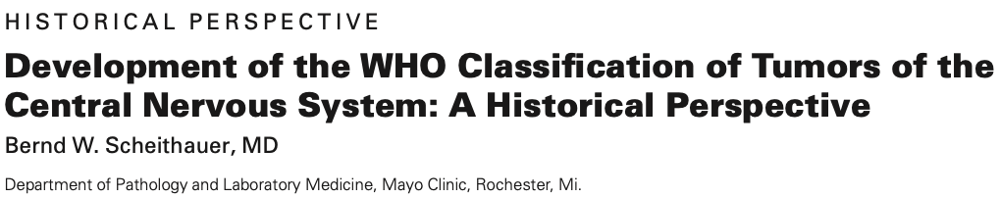 HISTORICAL PERSPECTIVE
Development of the WHO Classification of Tumors of the
Central Nervous System: A Historical Perspective
Bernd W. Scheithauer, MD
Department of Pathology and Laboratory Medicine, Mayo Clinic, Rochester, Mi.